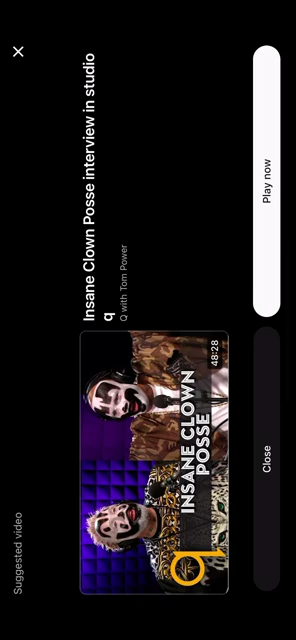 Suggested video
Insane Clown Posse interview in studio
q
Q with Tom Power
q
INSANE CLOWN
POSSE
48:28
Close
Play now